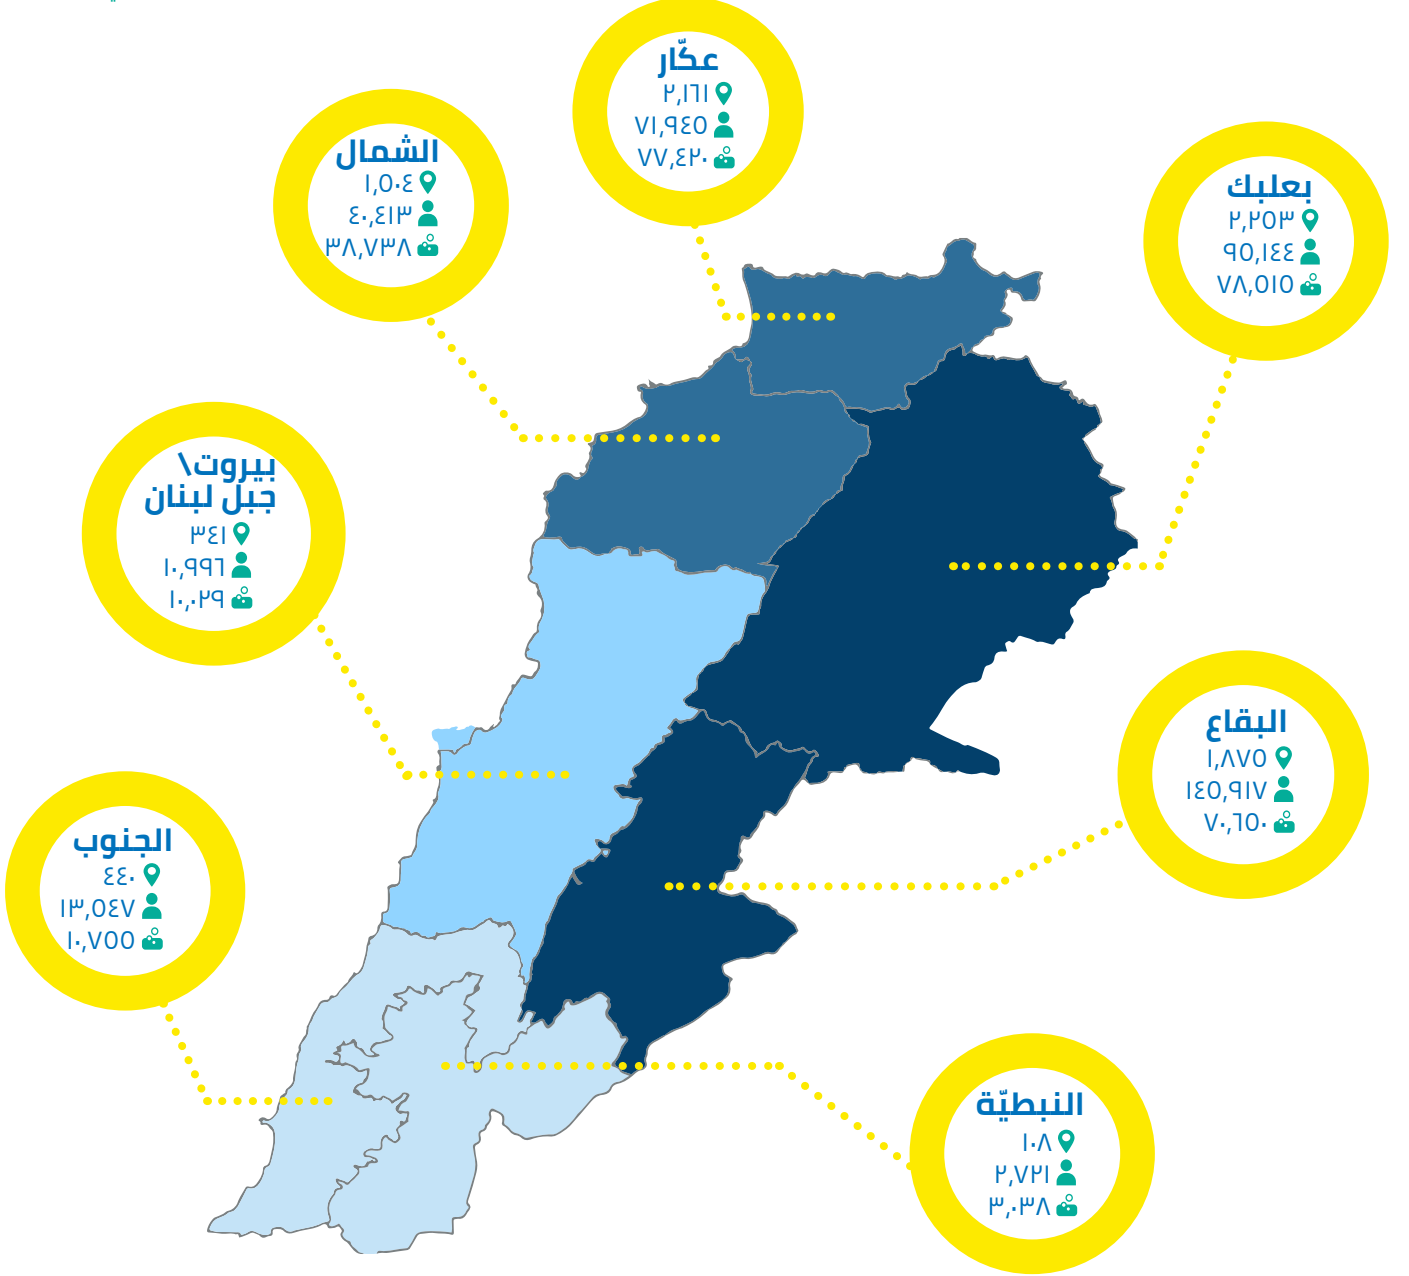 عكّار
٢,١٦١
٧١,٩٤٥
٧٧,٤٢٠
الشمال
١,٥٠٤
٤٠,٤١٣
٣٨,٧٣٨
بعلبك
٢,٢٥٣
٩٥,١٤٤
٧٨,٥١٥
بيروت\
جبل لبنان
٣٤١
١٠,٩٩٦
١٠,٠٢٩
البقاع
١,٨٧٥
١٤٥,٩١٧
٧٠,٦٥٠
الجنوب
٤٤٠
١٣,٥٤٧
١٠,٧٥٥
النبطيّة
١٠٨
٢,٧٢١
٣,٠٣٨